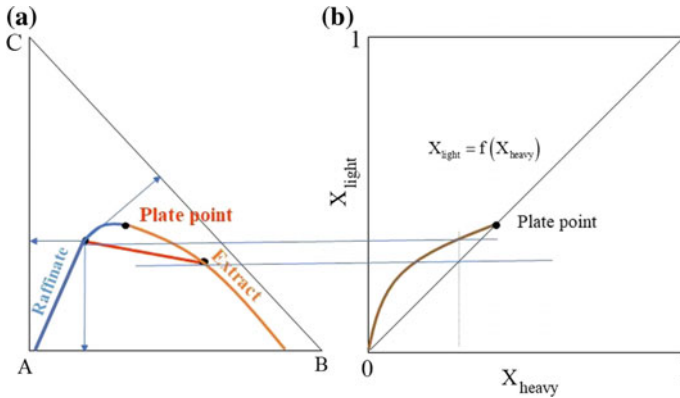 (a)
C
Plate point
Raffinate
Extract
A
B
(b)
1
X_light
X_light = f(X_heavy)
Plate point
0
X_heavy